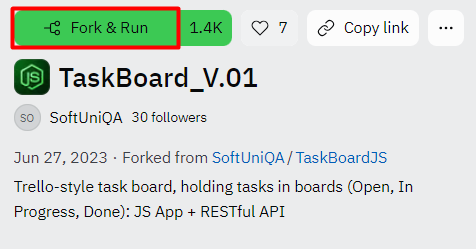 Fork & Run 1.4K 7 Copy link ...
JS TaskBoard_V.01
SO SoftUniQA 30 followers
Jun 27, 2023 · Forked from SoftUniQA / TaskBoardJS
Trello-style task board, holding tasks in boards (Open, In
Progress, Done): JS App + RESTful API